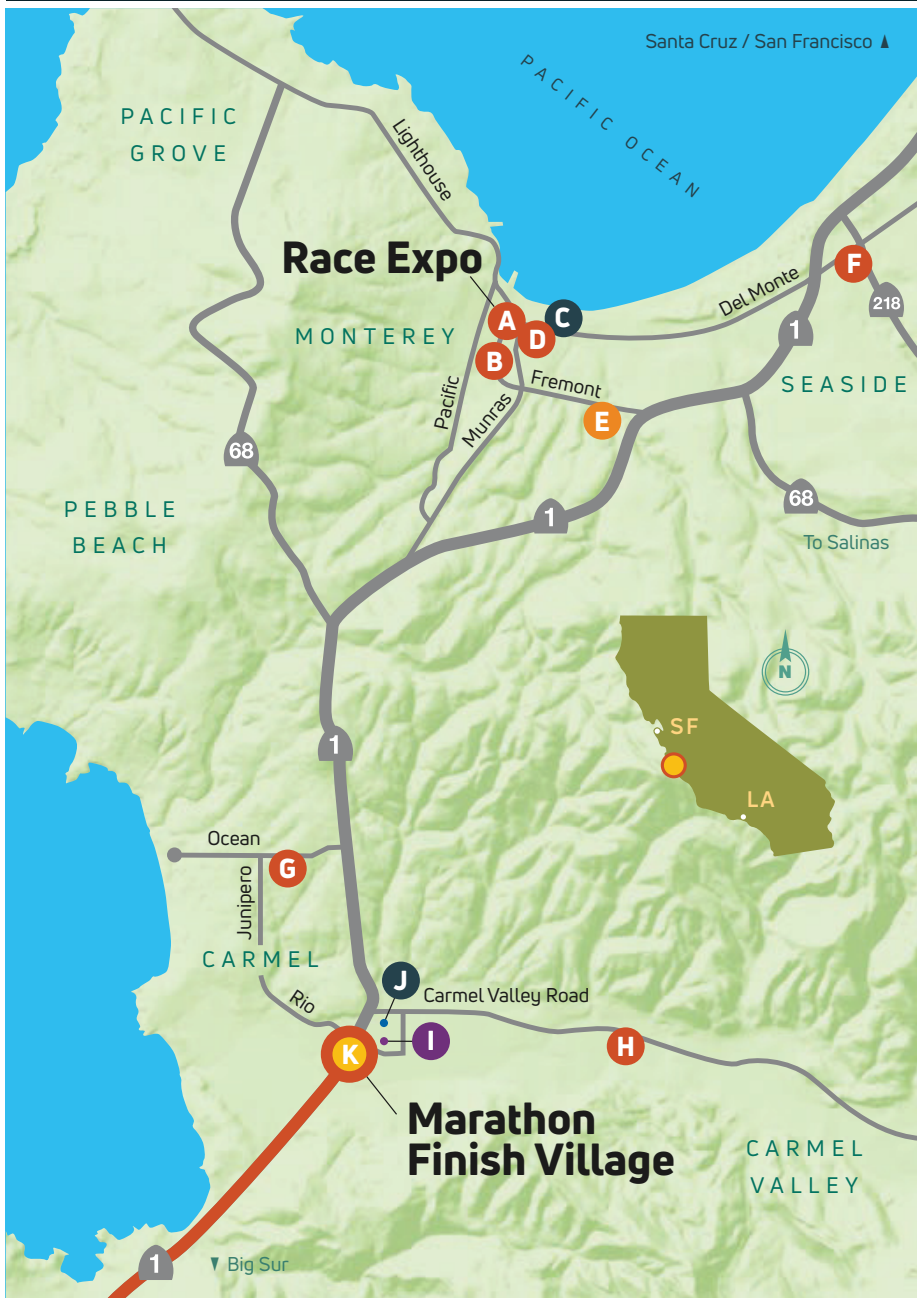 Santa Cruz / San Francisco
PACIFIC OCEAN
PACIFIC
GROVE
Lighthouse
Race Expo
F
Del Monte
218
A
C
D
1
MONTEREY
B
SEASIDE
Pacific
Munras
Fremont
E
68
PEBBLE
BEACH
68
1
To Salinas
N
SF
1
LA
Ocean
G
Junipero
CARMEL
J
Carmel Valley Road
Rio
I
H
K
Marathon
Finish Village
CARMEL
VALLEY
1
Big Sur